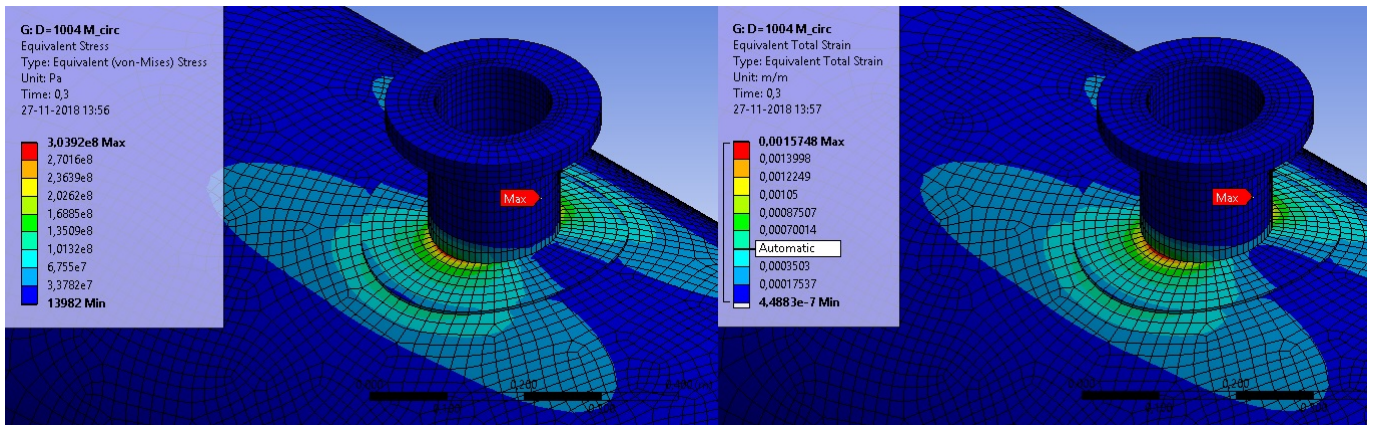 G: D=1004 M_circ
Equivalent Stress
Type: Equivalent (von-Mises) Stress
Unit: Pa
Time: 0,3
27-11-2018 13:56
3,0392e8 Max
2,7016e8
2,3639e8
2,0262e8
1,6885e8
1,3509e8
1,0132e8
6,755e7
3,3782e7
13982 Min
Max
0,200
G: D=1004 M_circ
Equivalent Total Strain
Type: Equivalent Total Strain
Unit: m/m
Time: 0,3
27-11-2018 13:57
0,0015748 Max
0,0013998
0,0012249
0,00105
0,00087507
0,00070014
Automatic
0,0003503
0,00017537
4,4883e-7 Min
Max
0,200